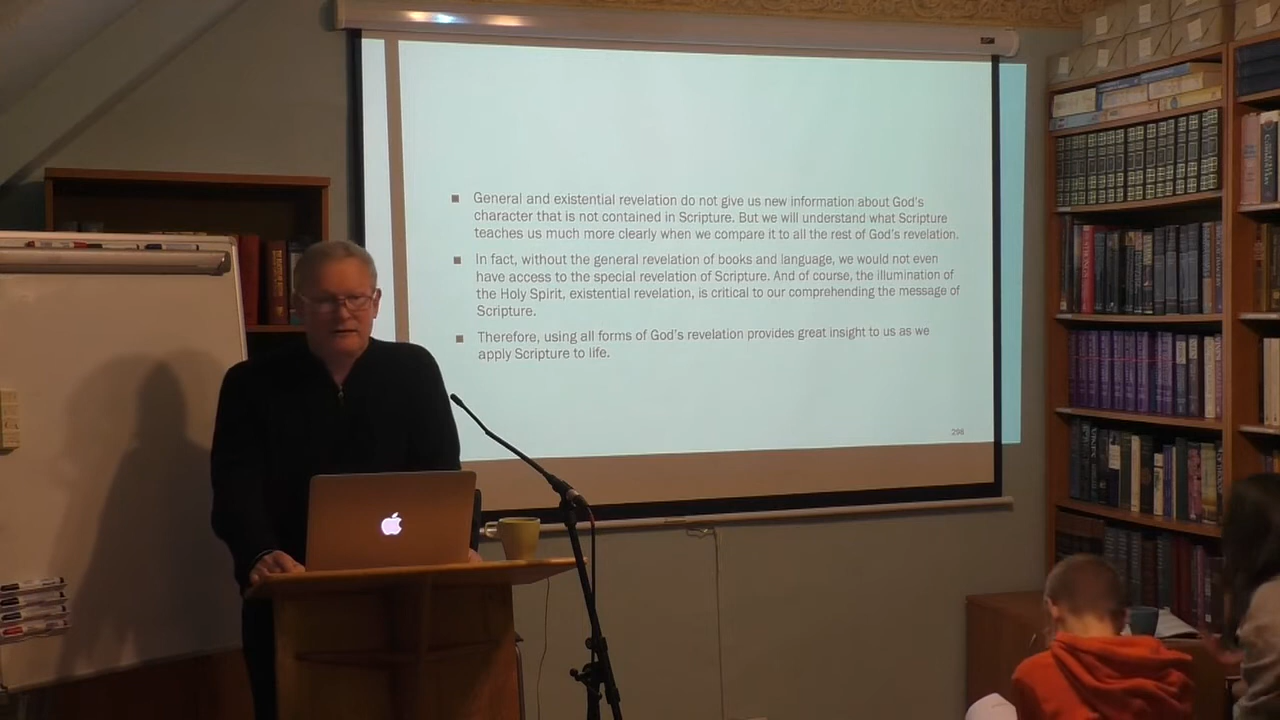 General and existential revelation do not give us new information about God's
character that is not contained in Scripture. But we will understand what Scripture
teaches us much more clearly when we compare it to all the rest of God's revelation.
In fact, without the general revelation of books and language, we would not even
have access to the special revelation of Scripture. And of course, the illumination of
the Holy Spirit, existential revelation, is critical to our comprehending the message of
Scripture.
Therefore, using all forms of God's revelation provides great insight to us as we
apply Scripture to life.
298